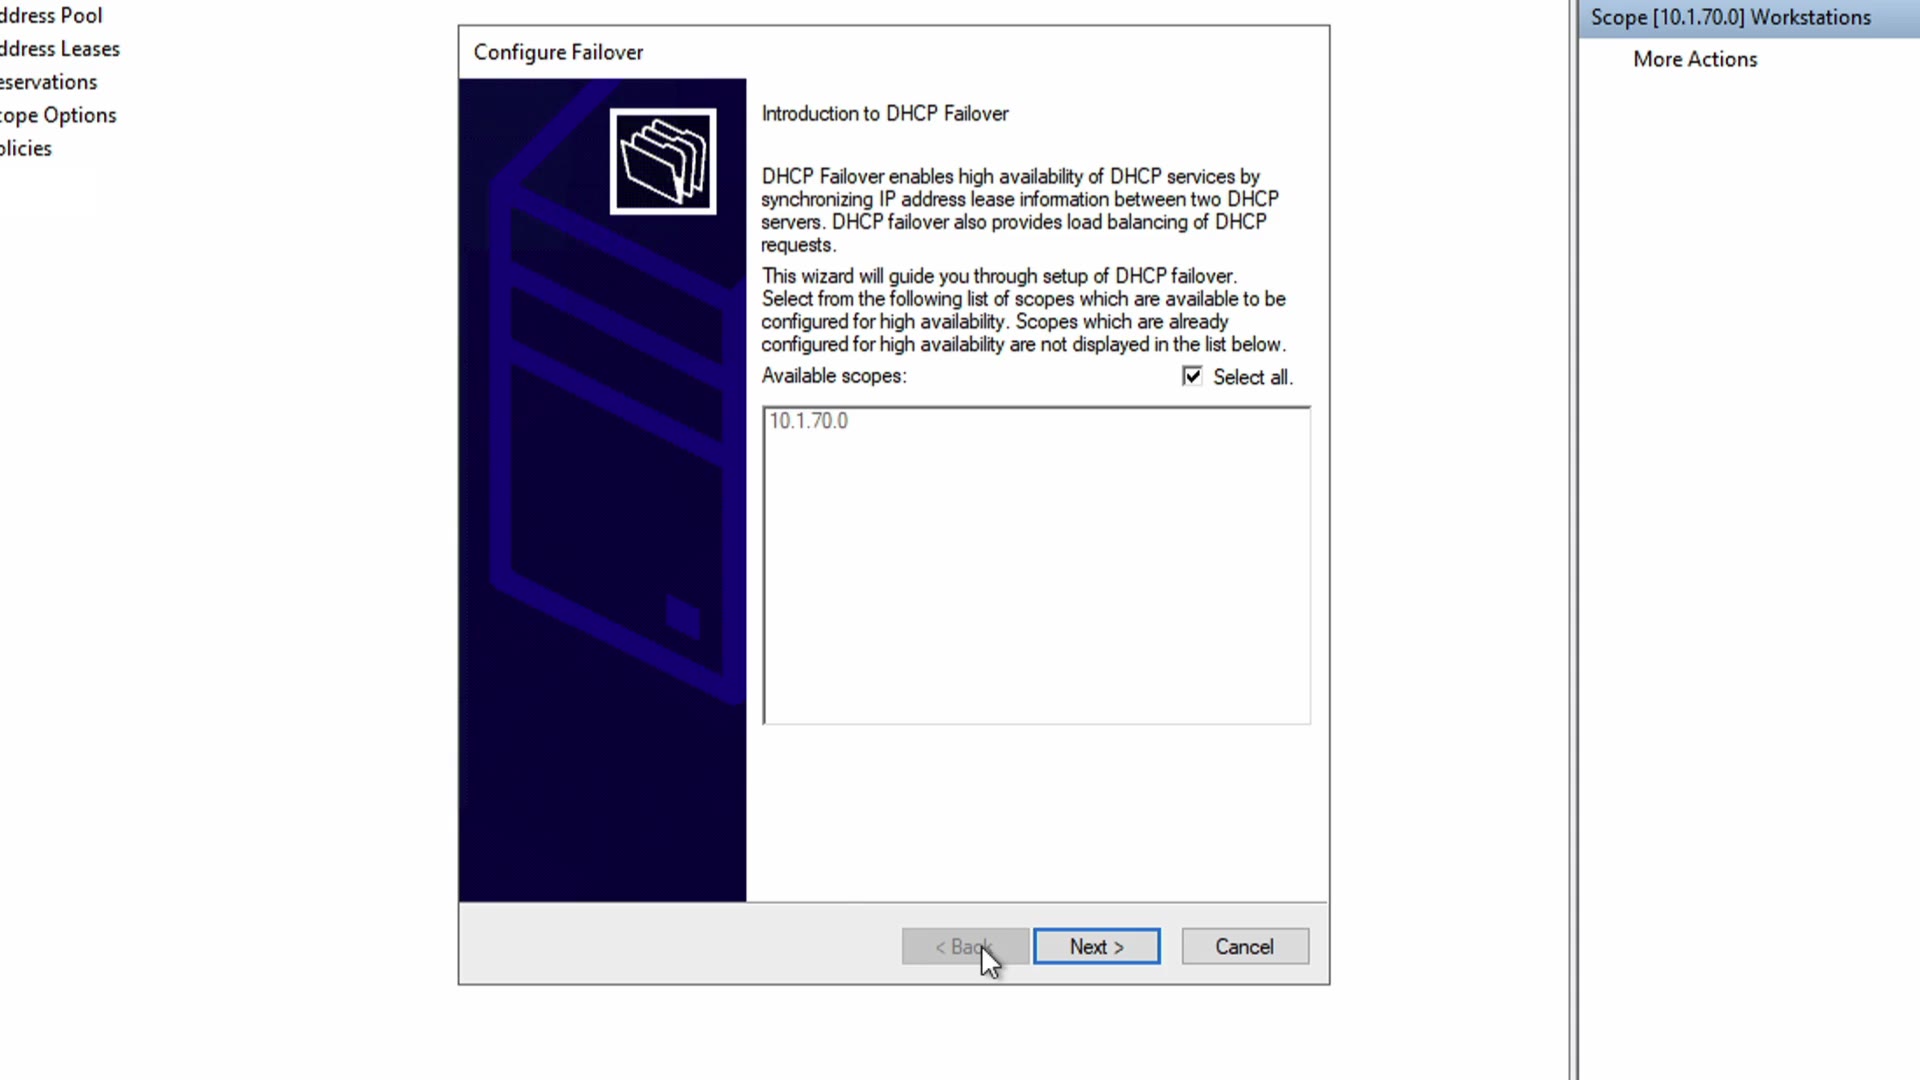 ddress Pool
ddress Leases
eservations
cope Options
olicies
Configure Failover
Introduction to DHCP Failover
DHCP Failover enables high availability of DHCP services by
synchronizing IP address lease information between two DHCP
servers. DHCP failover also provides load balancing of DHCP
requests.
This wizard will guide you through setup of DHCP failover.
Select from the following list of scopes which are available to be
configured for high availability. Scopes which are already
configured for high availability are not displayed in the list below.
Available scopes:
Select all.
10.1.70.0
< Back
Next >
Cancel
Scope [10.1.70.0] Workstations
More Actions